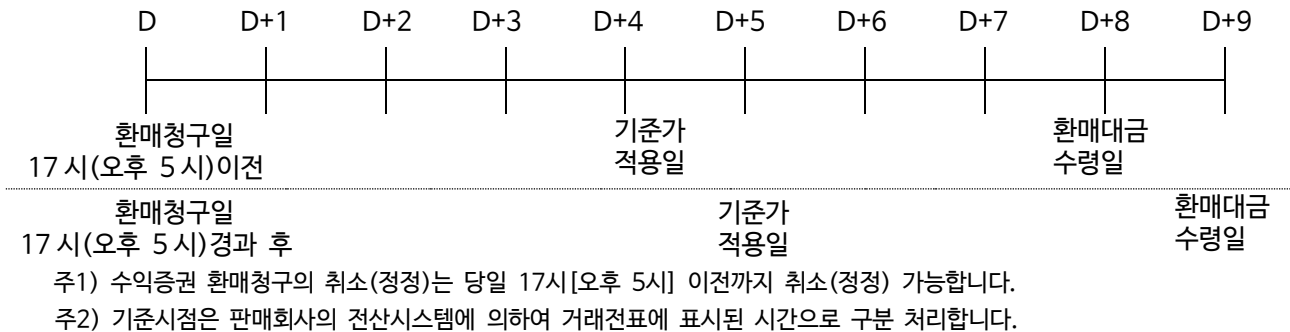 D D+1 D+2 D+3 D+4 D+5 D+6 D+7 D+8 D+9
환매청구일 기준가 환매대금
17시(오후 5시)이전 적용일 수령일
환매청구일 기준가 환매대금
17시(오후 5시)경과 후 적용일 수령일
주1) 수익증권 환매청구의 취소(정정)는 당일 17시[오후 5시] 이전까지 취소(정정) 가능합니다.
주2) 기준시점은 판매회사의 전산시스템에 의하여 거래전표에 표시된 시간으로 구분 처리합니다.